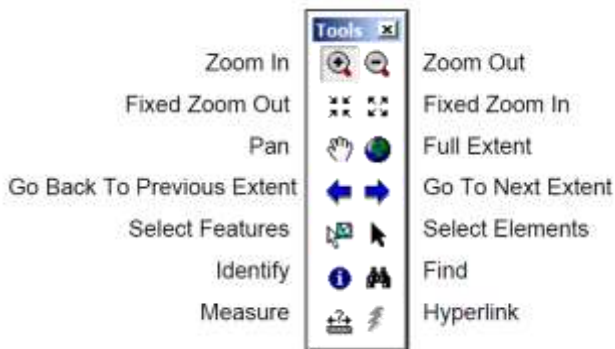 Tools
Zoom In Zoom Out
Fixed Zoom Out Fixed Zoom In
Pan Full Extent
Go Back To Previous Extent Go To Next Extent
Select Features Select Elements
Identify Find
Measure Hyperlink